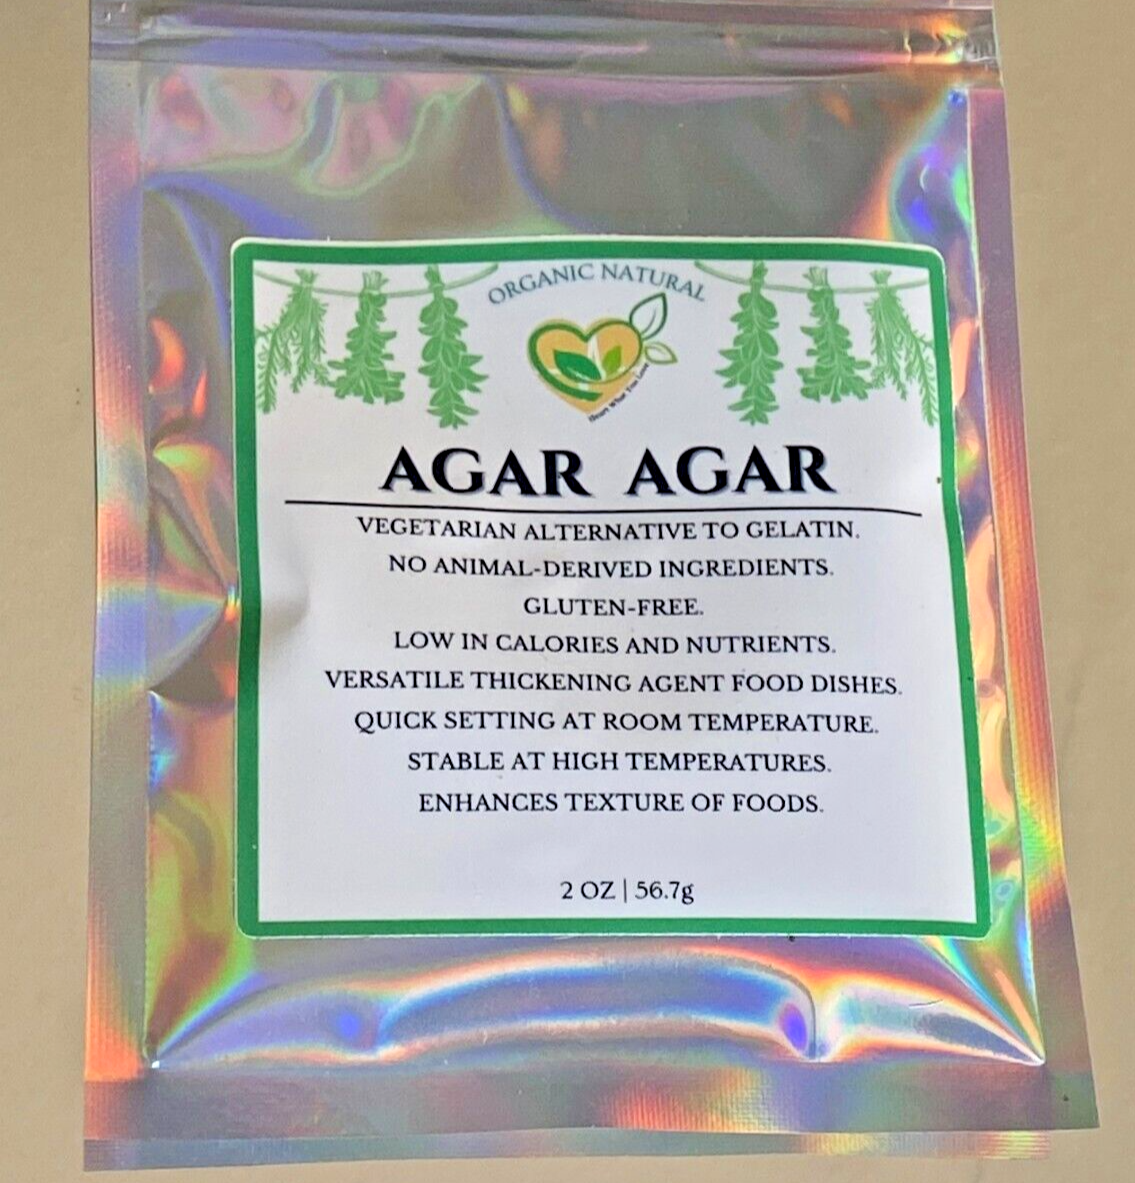 ORGANIC NATURAL
AGAR AGAR
VEGETARIAN ALTERNATIVE TO GELATIN.
NO ANIMAL-DERIVED INGREDIENTS.
GLUTEN-FREE.
LOW IN CALORIES AND NUTRIENTS.
VERSATILE THICKENING AGENT FOOD DISHES.
QUICK SETTING AT ROOM TEMPERATURE.
STABLE AT HIGH TEMPERATURES.
ENHANCES TEXTURE OF FOODS.
2 OZ | 56.7g